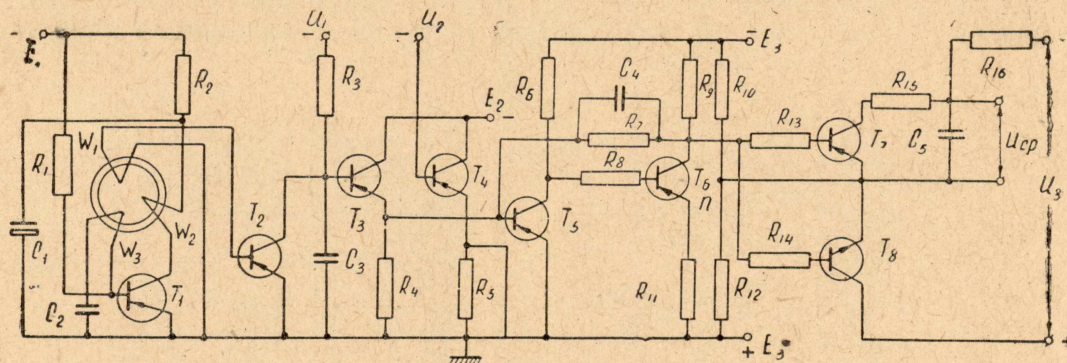 - E.
U₁
-
U₂
-
- E₃
-
R₂
R₃
R₆
C₄
R₉
R₁₀
R₁₆
E₂ -
R₁₅
R₇
R₁₃
W₁
R₁
T₇
C₅
Uср
R₈
T₄
T₆
п
U₃
T₂
T₃
T₅
W₂
C₁
W₃
R₁₄
T₈
C₃
C₂
T₁
R₄
R₅
R₁₁
R₁₂
+ E₃
+